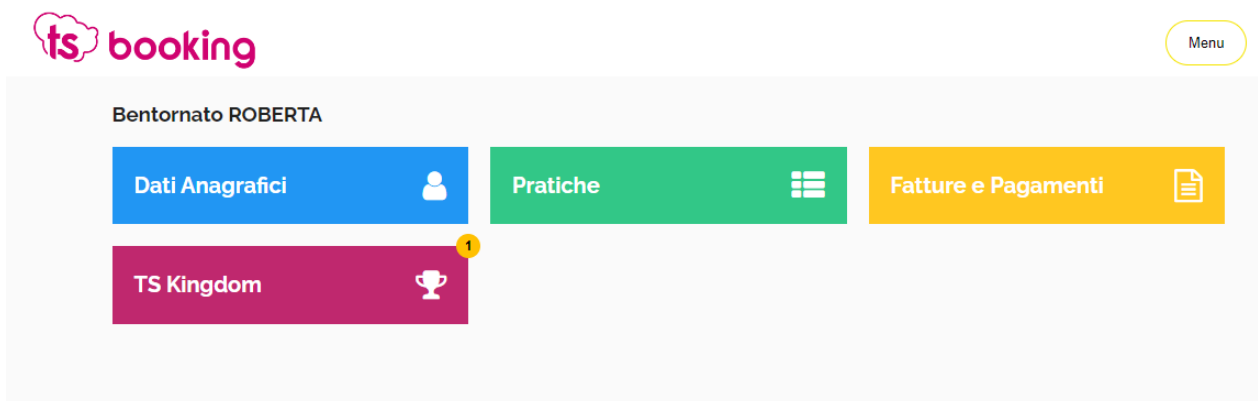 ts booking
Menu
Bentornato ROBERTA
Dati Anagrafici
Pratiche
Fatture e Pagamenti
1
TS Kingdom